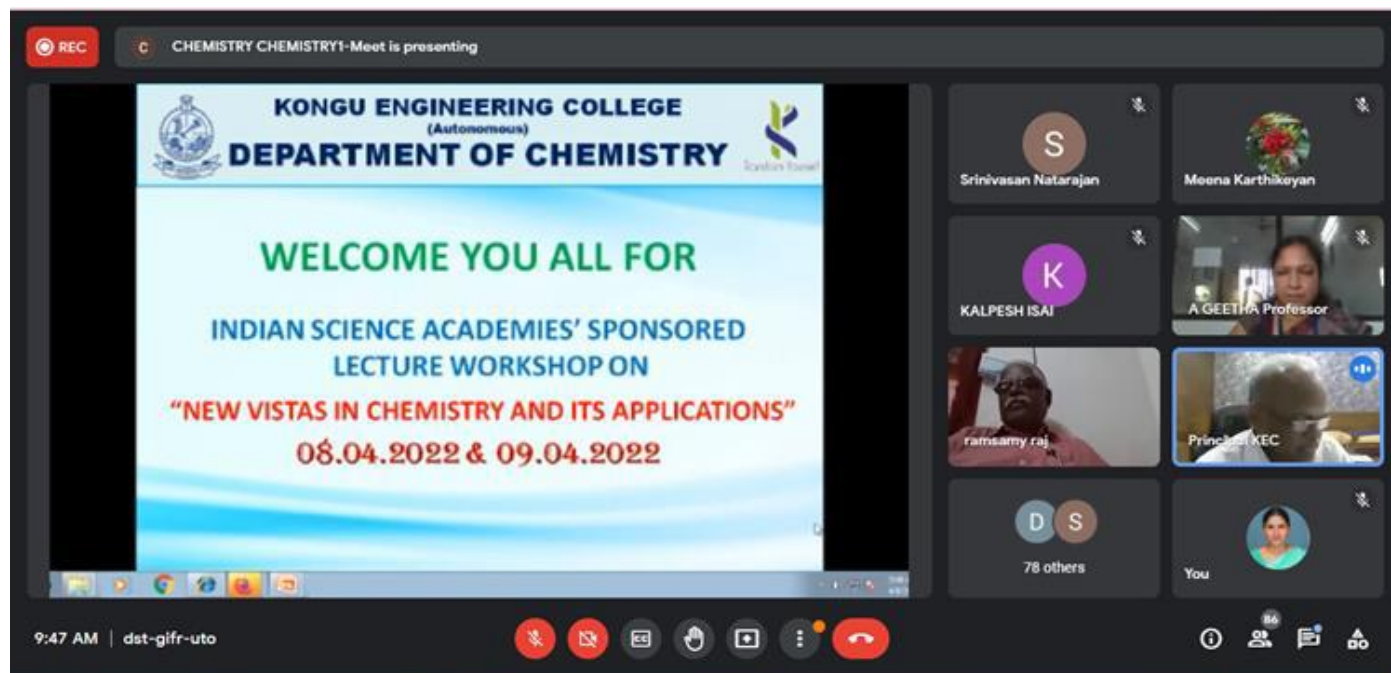 REC
C CHEMISTRY CHEMISTRY1-Meet is presenting
KONGU ENGINEERING COLLEGE
(Autonomous)
DEPARTMENT OF CHEMISTRY
WELCOME YOU ALL FOR
INDIAN SCIENCE ACADEMIES’ SPONSORED
LECTURE WORKSHOP ON
“NEW VISTAS IN CHEMISTRY AND ITS APPLICATIONS”
08.04.2022 & 09.04.2022
S
Srinivasan Natarajan
Meena Karthikeyan
K
KALPESH ISAI
A GEETHA Professor
ramsamy raj
Principal KEC
D S
78 others
You
9:47 AM | dst-gifr-uto
CC
86